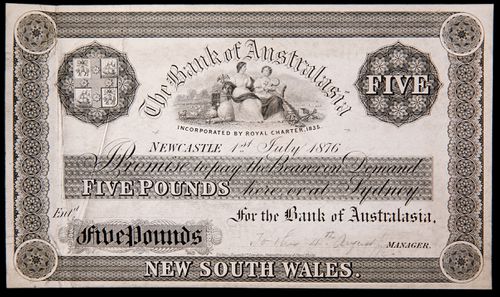 The Bank of Australasia
FIVE
INCORPORATED BY ROYAL CHARTER, 1835.
NEWCASTLE 1st July 1876
I Promise to pay the Bearer on Demand
FIVE POUNDS here or at Sydney
For the Bank of Australasia,
Entd
Five Pounds
MANAGER.
NEW SOUTH WALES.